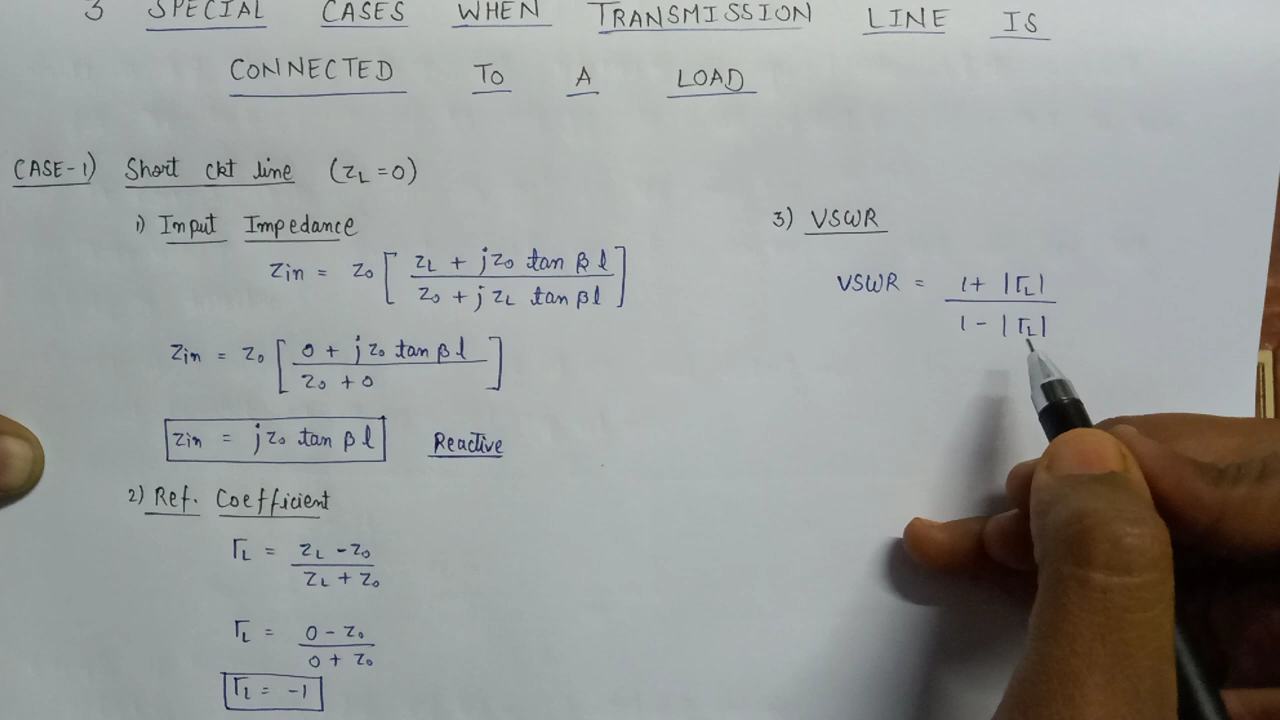 3 SPECIAL CASES WHEN TRANSMISSION LINE IS
CONNECTED TO A LOAD
CASE-1) Short ckt line (ZL=0)
1) Input Impedance
Zin = Z0 [ ZL + jZ0 tan βl / Z0 + jZL tan βl ]
Zin = Z0 [ 0 + jZ0 tan βl / Z0 + 0 ]
Zin = jZ0 tan βl Reactive
2) Ref. Coefficient
ΓL = ZL - Z0 / ZL + Z0
ΓL = 0 - Z0 / 0 + Z0
ΓL = -1
3) VSWR
VSWR = 1 + |ΓL| / 1 - |ΓL|